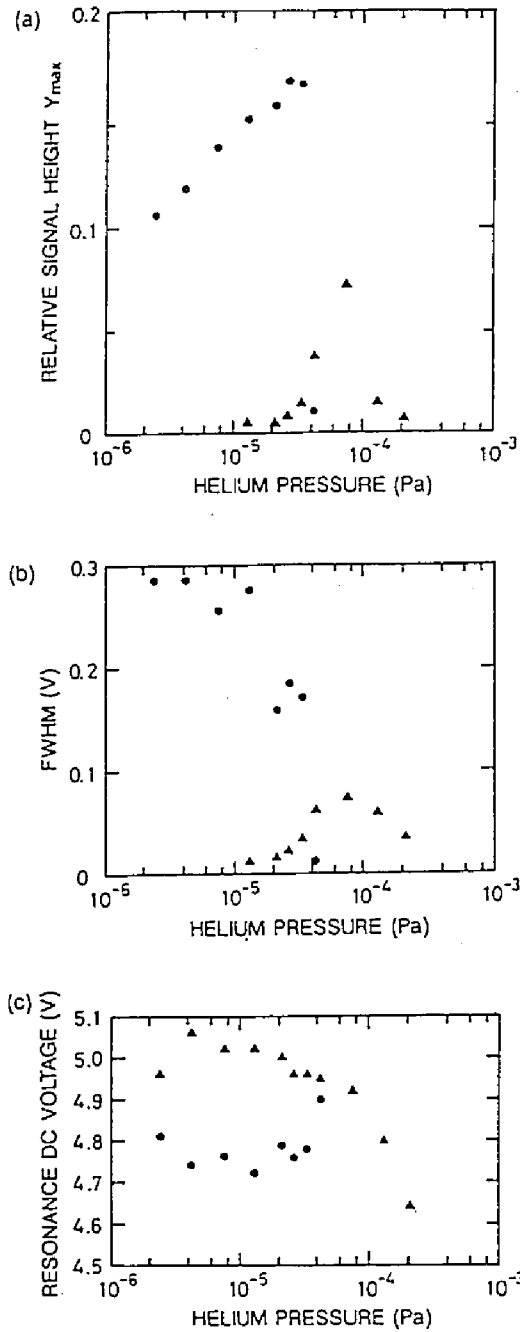 (a)
0.2
0.1
0
RELATIVE SIGNAL HEIGHT Ymax
10-6 10-5 10-4 10-3
HELIUM PRESSURE (Pa)
(b)
0.3
0.2
0.1
0
FWHM (V)
10-6 10-5 10-4 10-3
HELIUM PRESSURE (Pa)
(c)
5.1
5.0
4.9
4.8
4.7
4.6
4.5
RESONANCE DC VOLTAGE (V)
10-6 10-5 10-4 10-3
HELIUM PRESSURE (Pa)